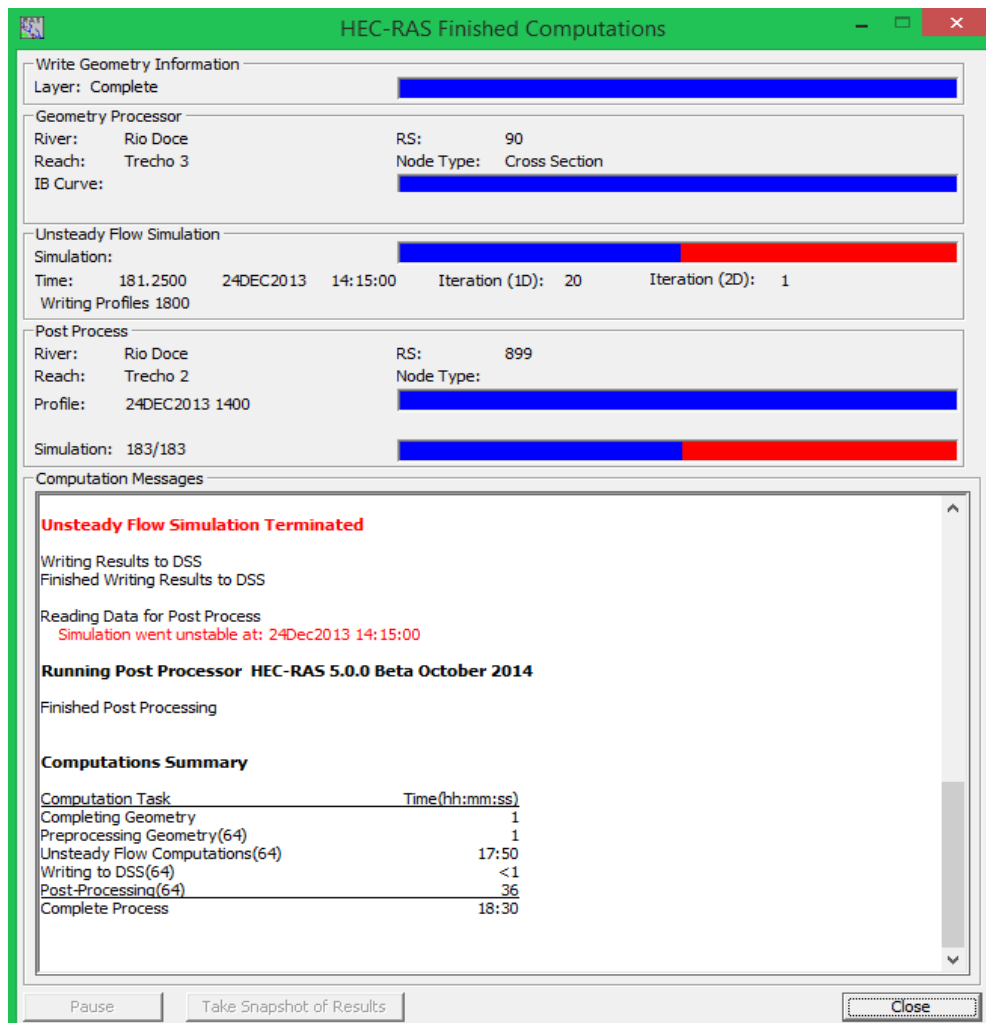 HEC-RAS Finished Computations
Write Geometry Information
Layer: Complete
Geometry Processor
River: Rio Doce RS: 90
Reach: Trecho 3 Node Type: Cross Section
IB Curve:
Unsteady Flow Simulation
Simulation:
Time: 181.2500 24DEC2013 14:15:00 Iteration (1D): 20 Iteration (2D): 1
Writing Profiles 1800
Post Process
River: Rio Doce RS: 899
Reach: Trecho 2 Node Type:
Profile: 24DEC2013 1400
Simulation: 183/183
Computation Messages
Unsteady Flow Simulation Terminated
Writing Results to DSS
Finished Writing Results to DSS
Reading Data for Post Process
Simulation went unstable at: 24Dec2013 14:15:00
Running Post Processor HEC-RAS 5.0.0 Beta October 2014
Finished Post Processing
Computations Summary
Computation Task Time(hh:mm:ss)
Completing Geometry 1
Preprocessing Geometry(64) 1
Unsteady Flow Computations(64) 17:50
Writing to DSS(64) <1
Post-Processing(64) 36
Complete Process 18:30
Pause Take Snapshot of Results Close